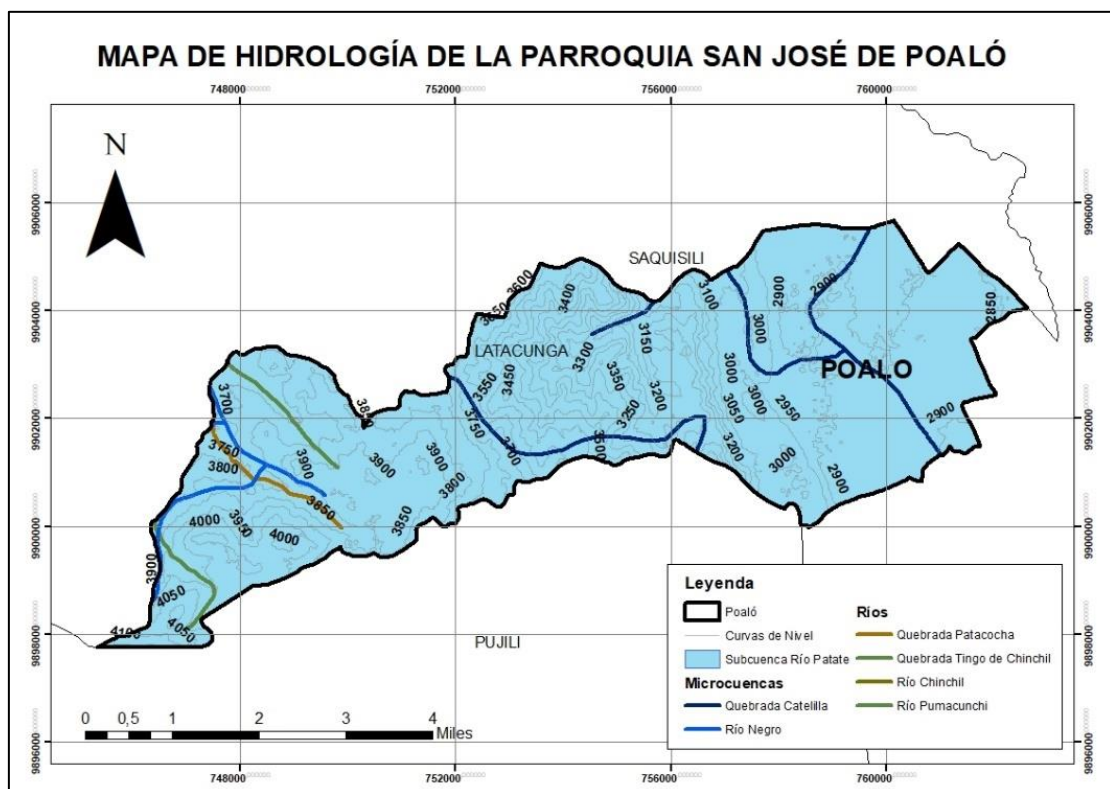 MAPA DE HIDROLOGÍA DE LA PARROQUIA SAN JOSÉ DE POALÓ
748000 752000 756000 760000
N
9906000 9906000
SAQUISILI
3600
3100
2900
2900
3400
2850
9904000 9904000
3000
3150
LATACUNGA
3300
POALO
3350
3000
3450
3550
3700
3200
3850
3050
3000
2950
2900
3250
3750
9902000 9902000
3750
3700
3500
3900
3900
3900
3800
3200
3000
3800
2900
3850
3850
4000
3950
4000
9900000 9900000
3900
4050
4050
4100
9898000 9898000
PUJILI
Leyenda
Poaló
Curvas de Nivel
Subcuenca Río Patate
Microcuencas
Quebrada Catelilla
Río Negro
Ríos
Quebrada Patacocha
Quebrada Tingo de Chinchil
Río Chinchil
Río Pumacunchi
0 0,5 1 2 3 4
Miles
9896000 9896000
748000 752000 756000 760000